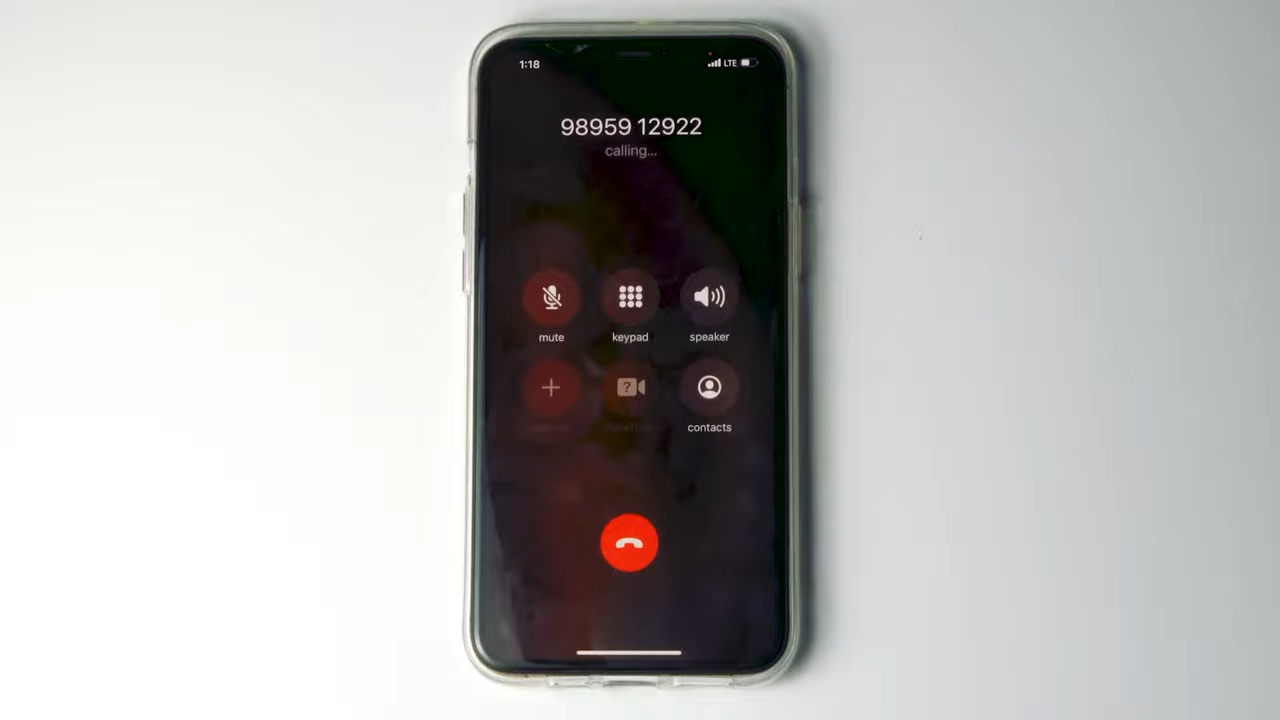 1:18 LTE
98959 12922
calling...
mute keypad speaker
?
contacts